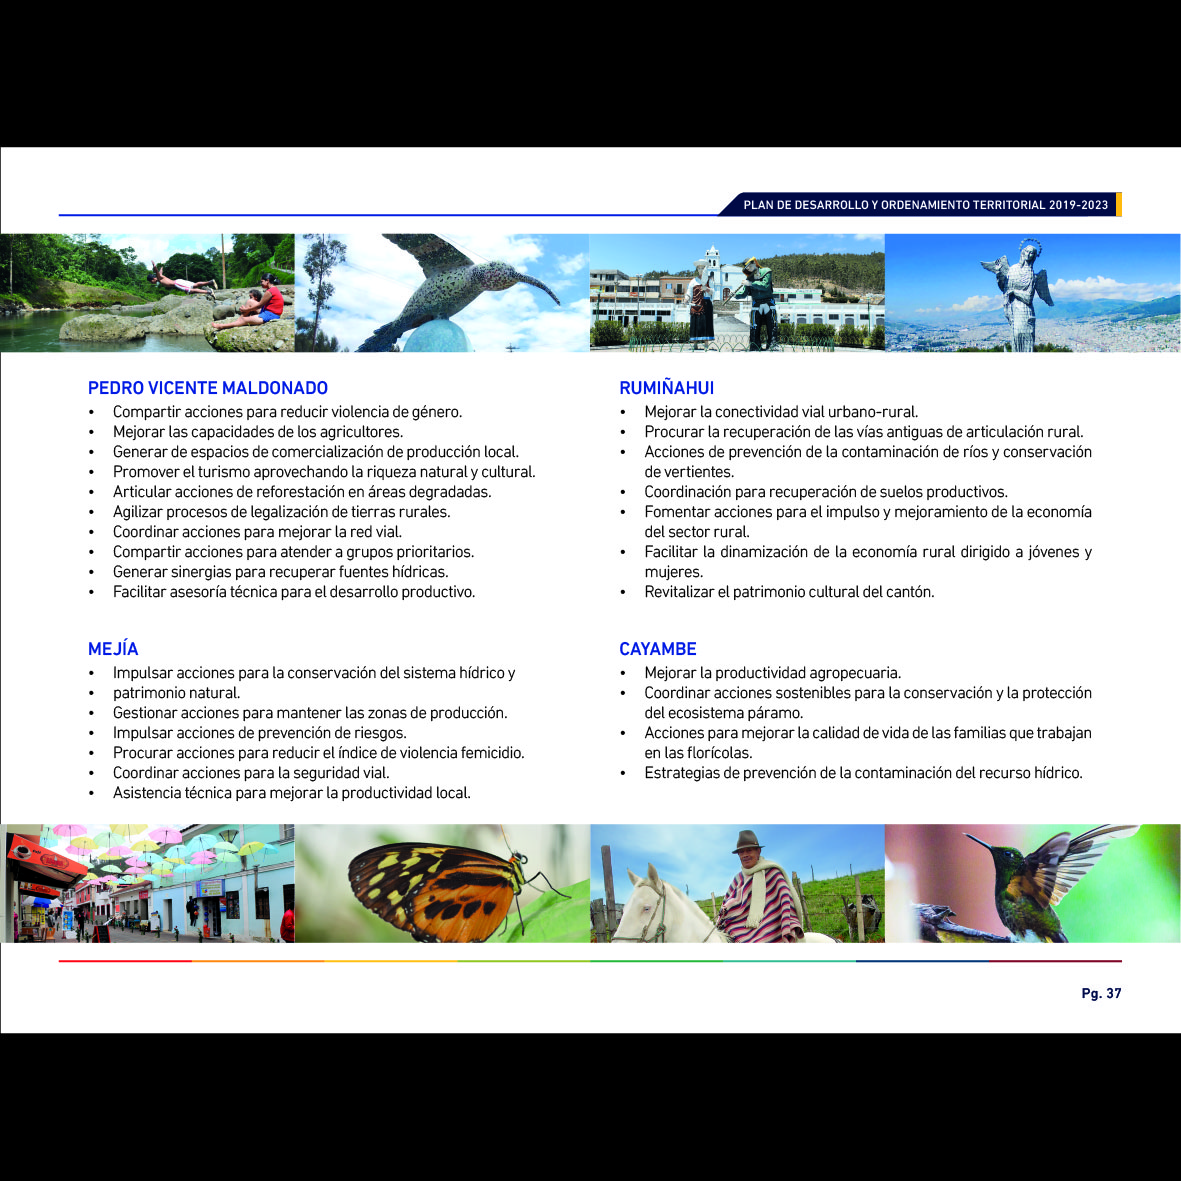 PLAN DE DESARROLLO Y ORDENAMIENTO TERRITORIAL 2019-2023
PEDRO VICENTE MALDONADO
• Compartir acciones para reducir violencia de género.
• Mejorar las capacidades de los agricultores.
• Generar de espacios de comercialización de producción local.
• Promover el turismo aprovechando la riqueza natural y cultural.
• Articular acciones de reforestación en áreas degradadas.
• Agilizar procesos de legalización de tierras rurales.
• Coordinar acciones para mejorar la red vial.
• Compartir acciones para atender a grupos prioritarios.
• Generar sinergias para recuperar fuentes hídricas.
• Facilitar asesoría técnica para el desarrollo productivo.
MEJÍA
• Impulsar acciones para la conservación del sistema hídrico y
• patrimonio natural.
• Gestionar acciones para mantener las zonas de producción.
• Impulsar acciones de prevención de riesgos.
• Procurar acciones para reducir el índice de violencia femicidio.
• Coordinar acciones para la seguridad vial.
• Asistencia técnica para mejorar la productividad local.
RUMIÑAHUI
• Mejorar la conectividad vial urbano-rural.
• Procurar la recuperación de las vías antiguas de articulación rural.
• Acciones de prevención de la contaminación de ríos y conservación
de vertientes.
• Coordinación para recuperación de suelos productivos.
• Fomentar acciones para el impulso y mejoramiento de la economía
del sector rural.
• Facilitar la dinamización de la economía rural dirigido a jóvenes y
mujeres.
• Revitalizar el patrimonio cultural del cantón.
CAYAMBE
• Mejorar la productividad agropecuaria.
• Coordinar acciones sostenibles para la conservación y la protección
del ecosistema páramo.
• Acciones para mejorar la calidad de vida de las familias que trabajan
en las florícolas.
• Estrategias de prevención de la contaminación del recurso hídrico.
Pg. 37